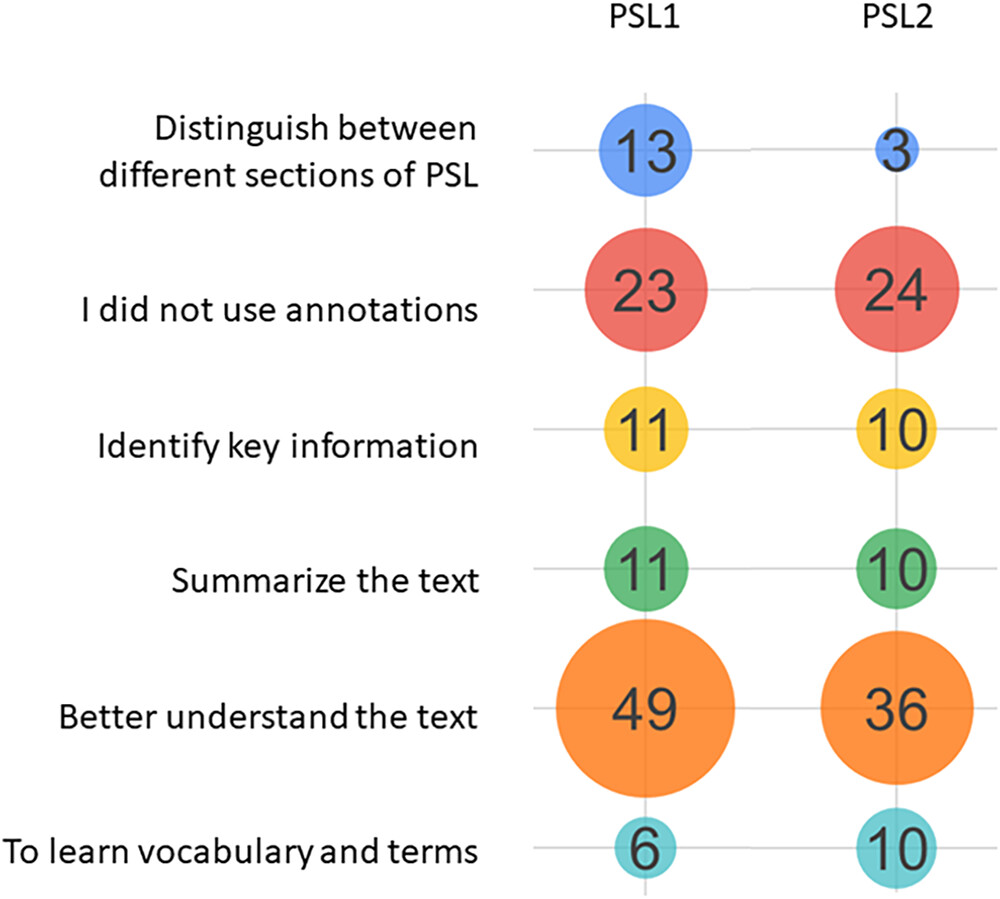 PSL1 PSL2
Distinguish between
different sections of PSL
13 3
I did not use annotations
23 24
Identify key information
11 10
Summarize the text
11 10
Better understand the text
49 36
To learn vocabulary and terms
6 10